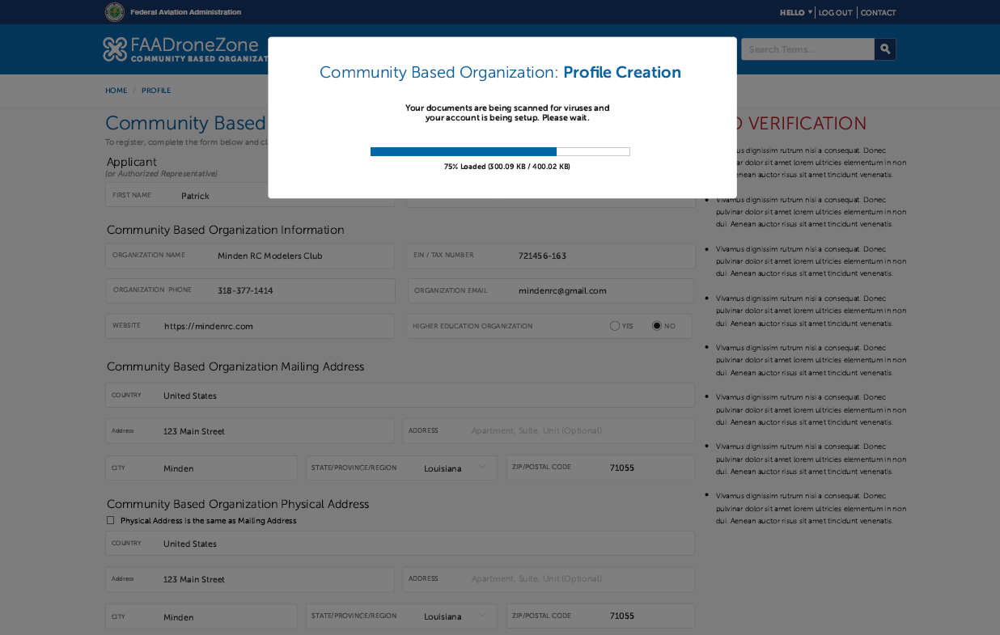 Federal Aviation Administration
HELLO
LOG OUT
CONTACT
FAADroneZone
COMMUNITY BASED
Search Terms...
Community Based Organization: Profile Creation
Your documents are being scanned for viruses and
your account is being setup. Please wait.
75% Loaded (300.09 KB / 400.02 KB)
HOME / PROFILE
Community Based
To register, complete the form below and
Applicant
(or Authorized Representative)
FIRST NAME Patrick
Community Based Organization Information
ORGANIZATION NAME Minden RC Modelers Club
EIN / TAX NUMBER 721456-163
ORGANIZATION PHONE 318-377-1414
ORGANIZATION EMAIL mindenrc@gmail.com
WEBSITE https://mindenrc.com
HIGHER EDUCATION ORGANIZATION YES NO
Community Based Organization Mailing Address
COUNTRY United States
Address 123 Main Street
ADDRESS Apartment, Suite, Unit (Optional)
CITY Minden
STATE/PROVINCE/REGION Louisiana
ZIP/POSTAL CODE 71055
Community Based Organization Physical Address
Physical Address is the same as Mailing Address
COUNTRY United States
Address 123 Main Street
ADDRESS Apartment, Suite, Unit (Optional)
CITY Minden
STATE/PROVINCE/REGION Louisiana
ZIP/POSTAL CODE 71055
VERIFICATION
dignissim rutrum nisi a consequat. Donec
dolor sit amet lorem ultricies elementum in non
Aenean auctor risus sit amet tincidunt venenatis.
Vivamus dignissim rutrum nisi a consequat. Donec
pulvinar dolor sit amet lorem ultricies elementum in non
dui. Aenean auctor risus sit amet tincidunt venenatis.
Vivamus dignissim rutrum nisi a consequat. Donec
pulvinar dolor sit amet lorem ultricies elementum in non
dui. Aenean auctor risus sit amet tincidunt venenatis.
Vivamus dignissim rutrum nisi a consequat. Donec
pulvinar dolor sit amet lorem ultricies elementum in non
dui. Aenean auctor risus sit amet tincidunt venenatis.
Vivamus dignissim rutrum nisi a consequat. Donec
pulvinar dolor sit amet lorem ultricies elementum in non
dui. Aenean auctor risus sit amet tincidunt venenatis.
Vivamus dignissim rutrum nisi a consequat. Donec
pulvinar dolor sit amet lorem ultricies elementum in non
dui. Aenean auctor risus sit amet tincidunt venenatis.
Vivamus dignissim rutrum nisi a consequat. Donec
pulvinar dolor sit amet lorem ultricies elementum in non
dui. Aenean auctor risus sit amet tincidunt venenatis.
Vivamus dignissim rutrum nisi a consequat. Donec
pulvinar dolor sit amet lorem ultricies elementum in non
dui. Aenean auctor risus sit amet tincidunt venenatis.